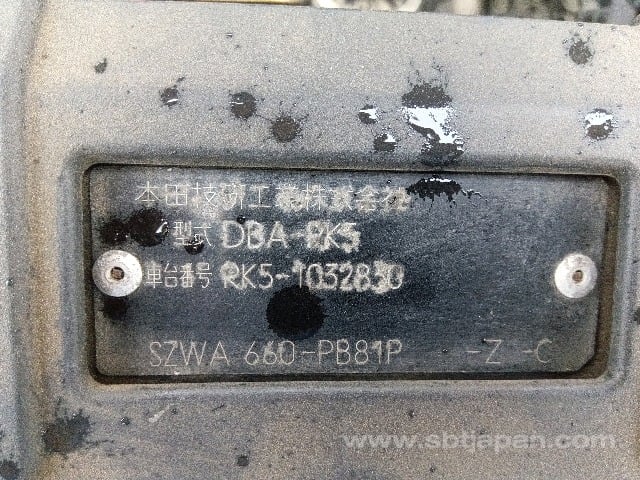 本田技研工業株式会社
型式 DBA-RK5
車台番号 RK5-1032830
SZWA 660-PB81P -Z -C
www.sbtjapan.com